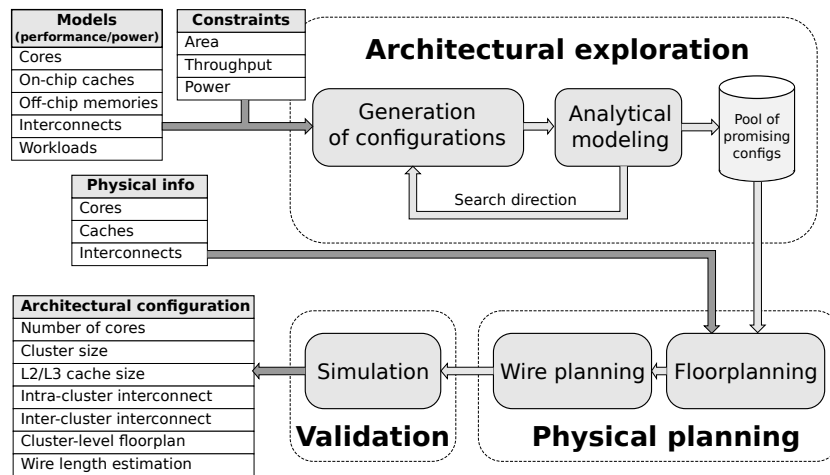 Models
(performance/power)
Cores
On-chip caches
Off-chip memories
Interconnects
Workloads
Constraints
Area
Throughput
Power
Architectural exploration
Generation
of configurations
Analytical
modeling
Pool of
promising
configs
Search direction
Physical info
Cores
Caches
Interconnects
Architectural configuration
Number of cores
Cluster size
L2/L3 cache size
Intra-cluster interconnect
Inter-cluster interconnect
Cluster-level floorplan
Wire length estimation
Simulation
Validation
Wire planning
Floorplanning
Physical planning